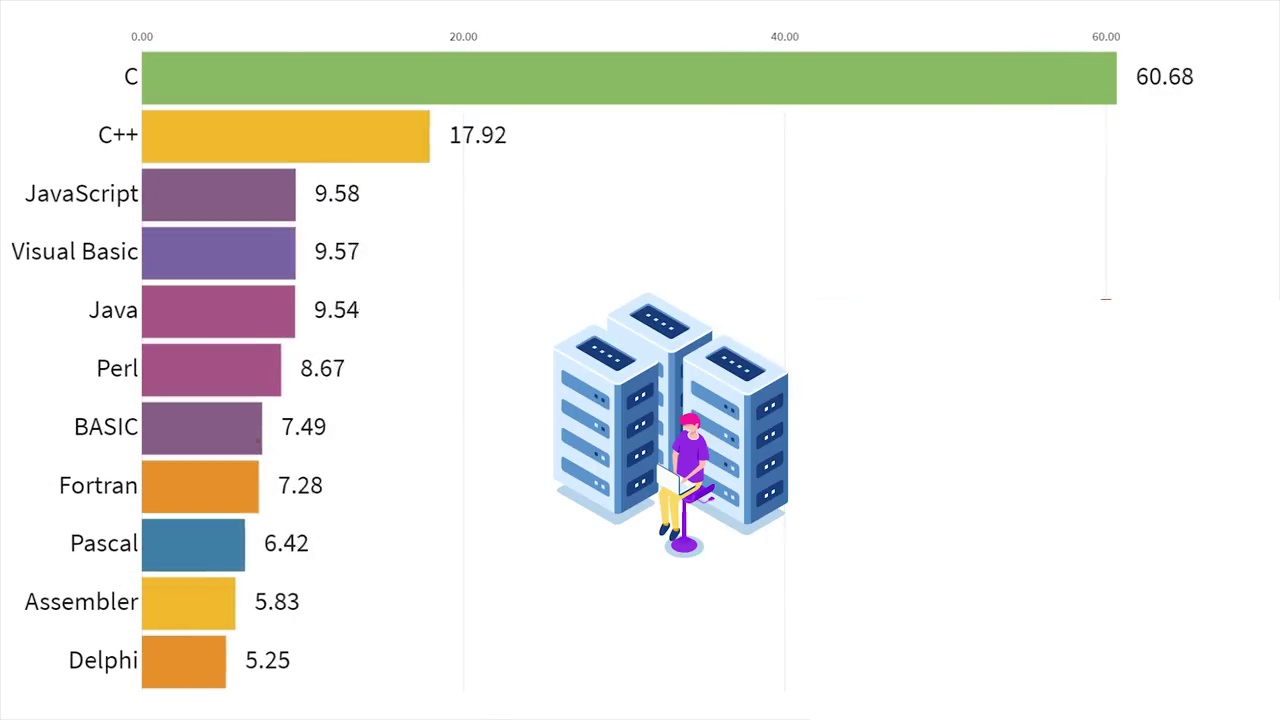 0.00 20.00 40.00 60.00
C 60.68
C++ 17.92
JavaScript 9.58
Visual Basic 9.57
Java 9.54
Perl 8.67
BASIC 7.49
Fortran 7.28
Pascal 6.42
Assembler 5.83
Delphi 5.25